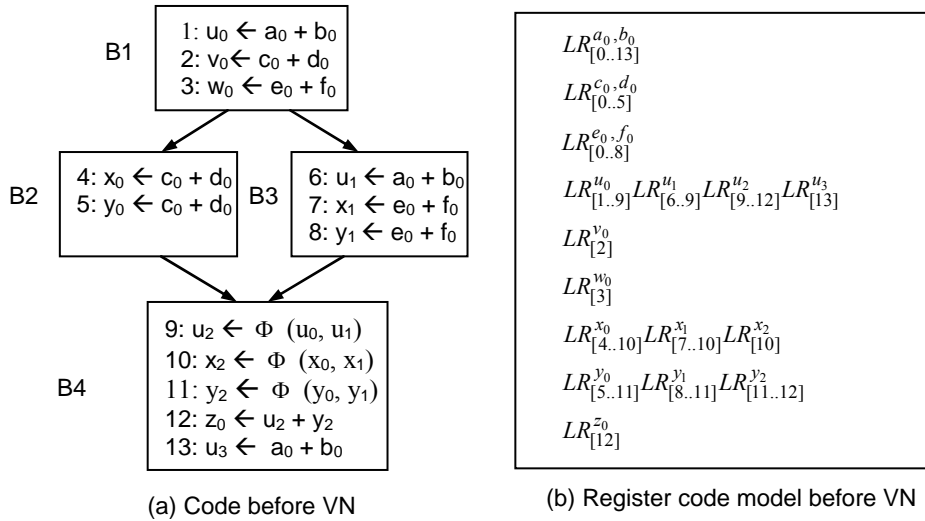 B1
1: u₀ ← a₀ + b₀
2: v₀← c₀ + d₀
3: w₀ ← e₀ + f₀
B2
4: x₀ ← c₀ + d₀
5: y₀ ← c₀ + d₀
B3
6: u₁ ← a₀ + b₀
7: x₁ ← e₀ + f₀
8: y₁ ← e₀ + f₀
B4
9: u₂ ← Φ (u₀, u₁)
10: x₂ ← Φ (x₀, x₁)
11: y₂ ← Φ (y₀, y₁)
12: z₀ ← u₂ + y₂
13: u₃ ← a₀ + b₀
(a) Code before VN
LR^{a₀,b₀}_{[0..13]}
LR^{c₀,d₀}_{[0..5]}
LR^{e₀,f₀}_{[0..8]}
LR^{u₀}_{[1..9]} LR^{u₁}_{[6..9]} LR^{u₂}_{[9..12]} LR^{u₃}_{[13]}
LR^{v₀}_{[2]}
LR^{w₀}_{[3]}
LR^{x₀}_{[4..10]} LR^{x₁}_{[7..10]} LR^{x₂}_{[10]}
LR^{y₀}_{[5..11]} LR^{y₁}_{[8..11]} LR^{y₂}_{[11..12]}
LR^{z₀}_{[12]}
(b) Register code model before VN